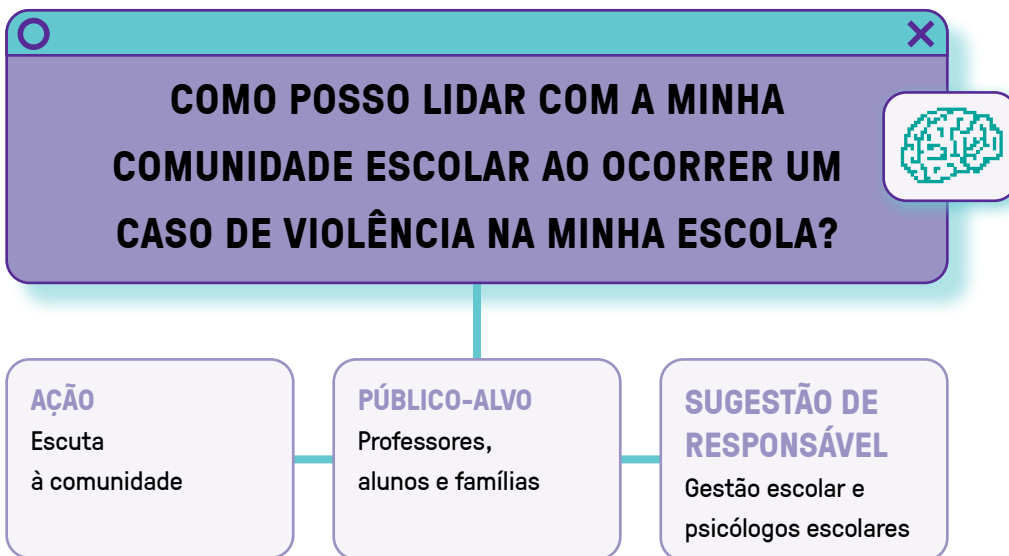 COMO POSSO LIDAR COM A MINHA
COMUNIDADE ESCOLAR AO OCORRER UM
CASO DE VIOLÊNCIA NA MINHA ESCOLA?
AÇÃO
Escuta
à comunidade
PÚBLICO-ALVO
Professores,
alunos e famílias
SUGESTÃO DE
RESPONSÁVEL
Gestão escolar e
psicólogos escolares